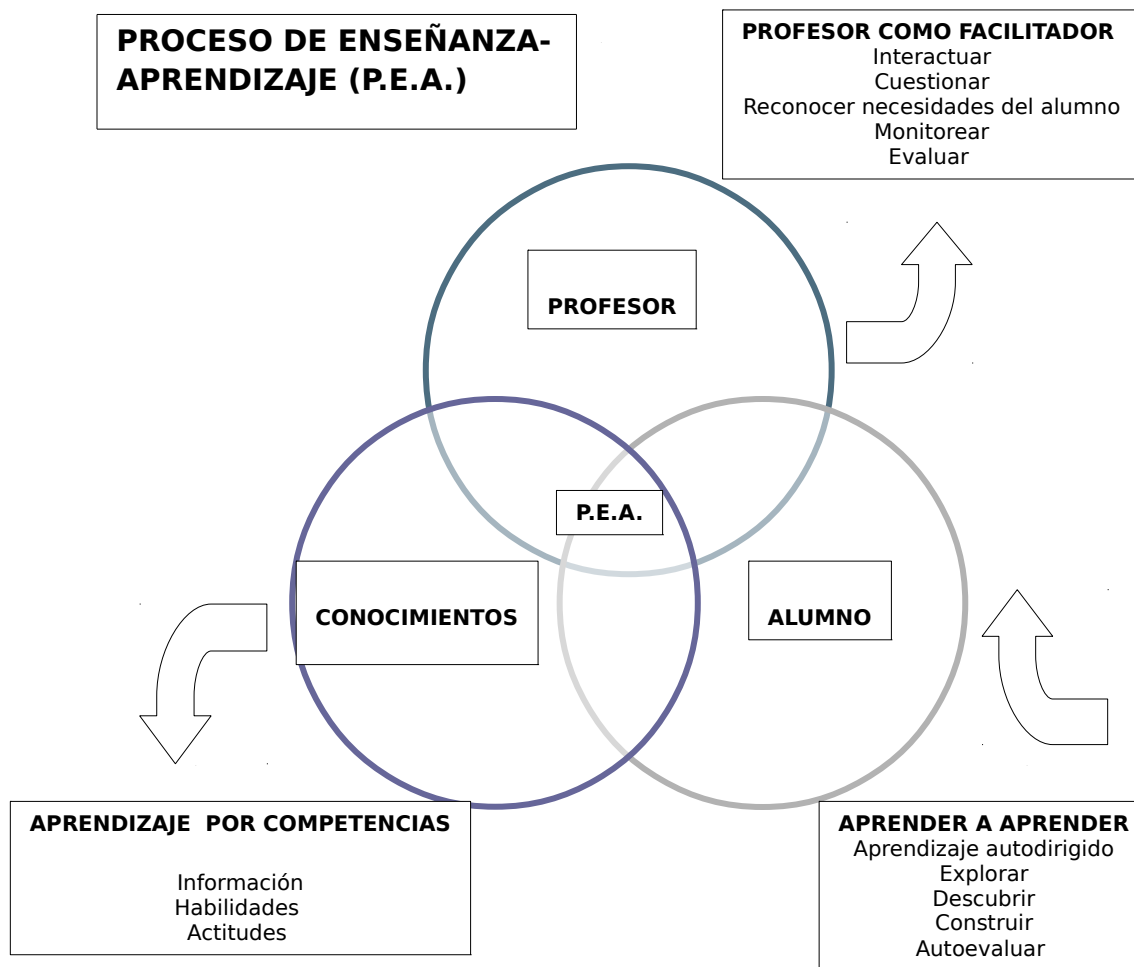 PROCESO DE ENSEÑANZA-
APRENDIZAJE (P.E.A.)
PROFESOR COMO FACILITADOR
Interactuar
Cuestionar
Reconocer necesidades del alumno
Monitorear
Evaluar
PROFESOR
P.E.A.
CONOCIMIENTOS
ALUMNO
APRENDIZAJE  POR COMPETENCIAS
Información
Habilidades
Actitudes
APRENDER A APRENDER
Aprendizaje autodirigido
Explorar
Descubrir
Construir
Autoevaluar